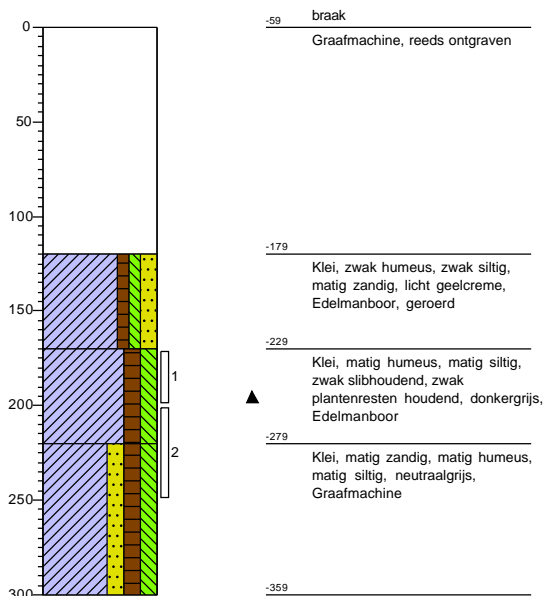 0
50
100
150
200
250
300
1
2
-59
braak
Graafmachine, reeds ontgraven
-179
Klei, zwak humeus, zwak siltig,
matig zandig, licht geelcreme,
Edelmanboor, geroerd
-229
Klei, matig humeus, matig siltig,
zwak slibhoudend, zwak
plantenresten houdend, donkergrijs,
Edelmanboor
-279
Klei, matig zandig, matig humeus,
matig siltig, neutraalgrijs,
Graafmachine
-359